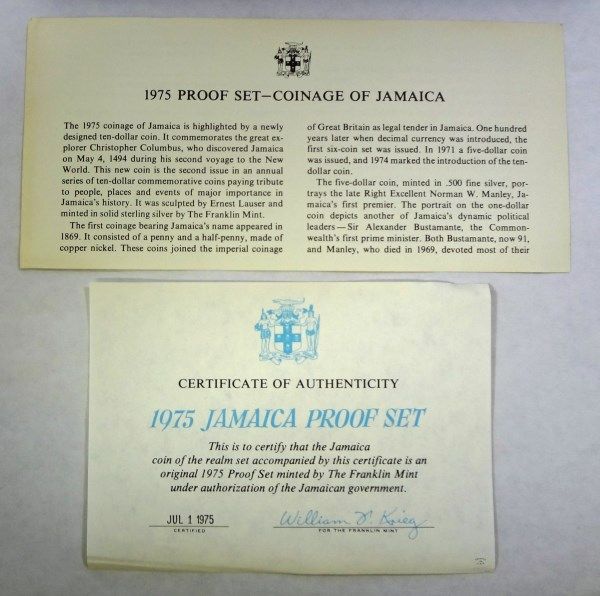 1975 PROOF SET—COINAGE OF JAMAICA
The 1975 coinage of Jamaica is highlighted by a newly
designed ten-dollar coin. It commemorates the great ex-
plorer Christopher Columbus, who discovered Jamaica
on May 4, 1494 during his second voyage to the New
World. This new coin is the second issue in an annual
series of ten-dollar commemorative coins paying tribute
to people, places and events of major importance in
Jamaica's history. It was sculpted by Ernest Lauser and
minted in solid sterling silver by The Franklin Mint.
The first coinage bearing Jamaica's name appeared in
1869. It consisted of a penny and a half-penny, made of
copper nickel. These coins joined the imperial coinage
of Great Britain as legal tender in Jamaica. One hundred
years later when decimal currency was introduced, the
first six-coin set was issued. In 1971 a five-dollar coin
was issued, and 1974 marked the introduction of the ten-
dollar coin.
The five-dollar coin, minted in .500 fine silver, por-
trays the late Right Excellent Norman W. Manley, Ja-
maica's first premier. The portrait on the one-dollar
coin depicts another of Jamaica's dynamic political
leaders—Sir Alexander Bustamante, the Common-
wealth's first prime minister. Both Bustamante, now 91,
and Manley, who died in 1969, devoted most of their
CERTIFICATE OF AUTHENTICITY
1975 JAMAICA PROOF SET
This is to certify that the Jamaica
coin of the realm set accompanied by this certificate is an
original 1975 Proof Set minted by The Franklin Mint
under authorization of the Jamaican government.
JUL 1 1975
CERTIFIED
William F. Krieg
FOR THE FRANKLIN MINT